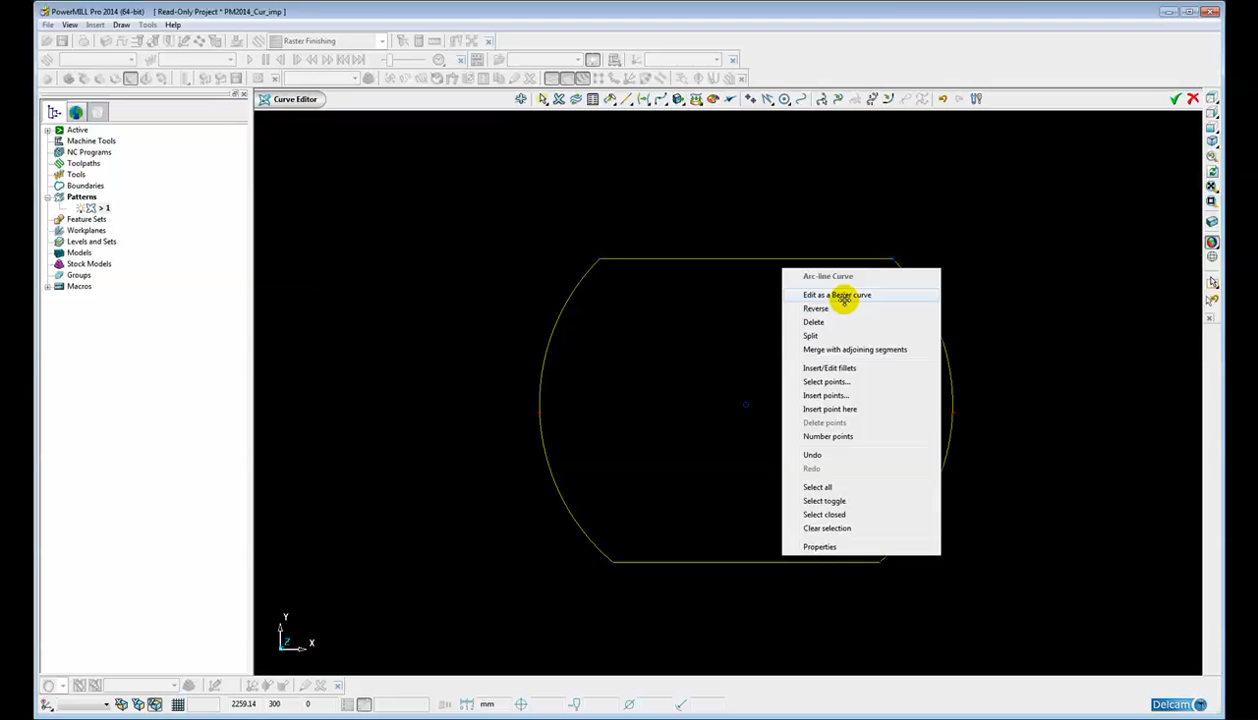 PowerMILL Pro 2014 (64-bit)   [ Read-Only Project * PM2014_Cur_imp ]
File View Insert Draw Tools Help
Raster Finishing
Curve Editor
Active
Machine Tools
NC Programs
Toolpaths
Tools
Boundaries
Patterns
> 1
Feature Sets
Workplanes
Levels and Sets
Models
Stock Models
Groups
Macros
Arc-line Curve
Edit as a Bezier curve
Reverse
Delete
Split
Merge with adjoining segments
Insert/Edit fillets
Select points...
Insert points...
Insert point here
Delete points
Number points
Undo
Redo
Select all
Select toggle
Select closed
Clear selection
Properties
Y
Z
X
2259.14 300 0 mm
Delcam